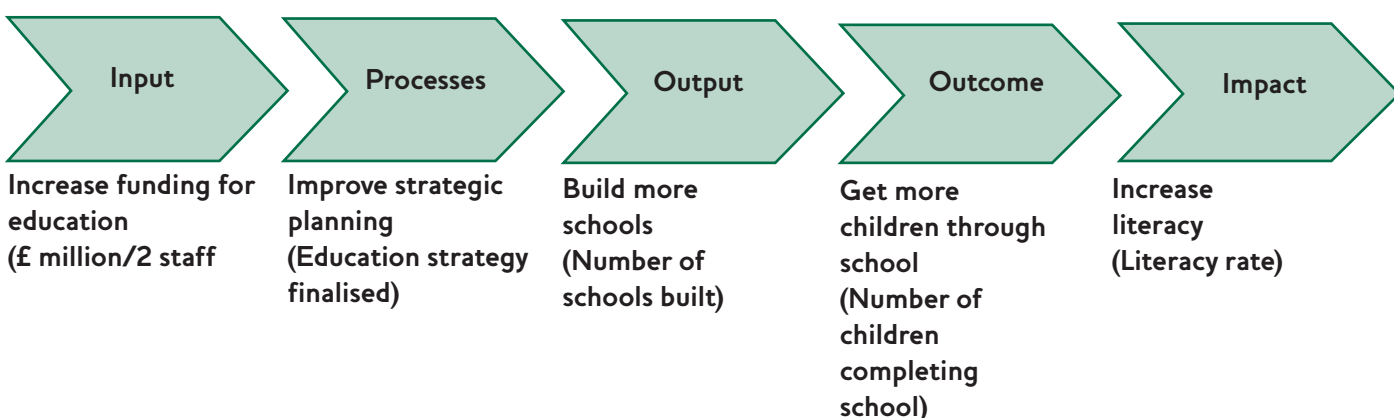 Input
Increase funding for
education
(£ million/2 staff
Processes
Improve strategic
planning
(Education strategy
finalised)
Output
Build more
schools
(Number of
schools built)
Outcome
Get more
children through
school
(Number of
children
completing
school)
Impact
Increase
literacy
(Literacy rate)